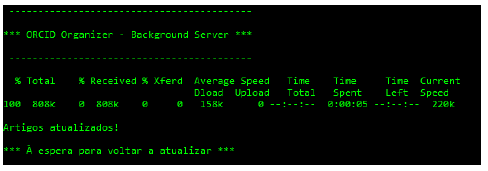 ------------------------------------------
*** ORCID Organizer - Background Server ***
------------------------------------------
% Total % Received % Xferd Average Speed Time Time Time Current
Dload Upload Total Spent Left Speed
100 808k 0 808k 0 0 158k 0 --:--:-- 0:00:05 --:--:-- 220k
Artigos atualizados!
*** À espera para voltar a atualizar ***